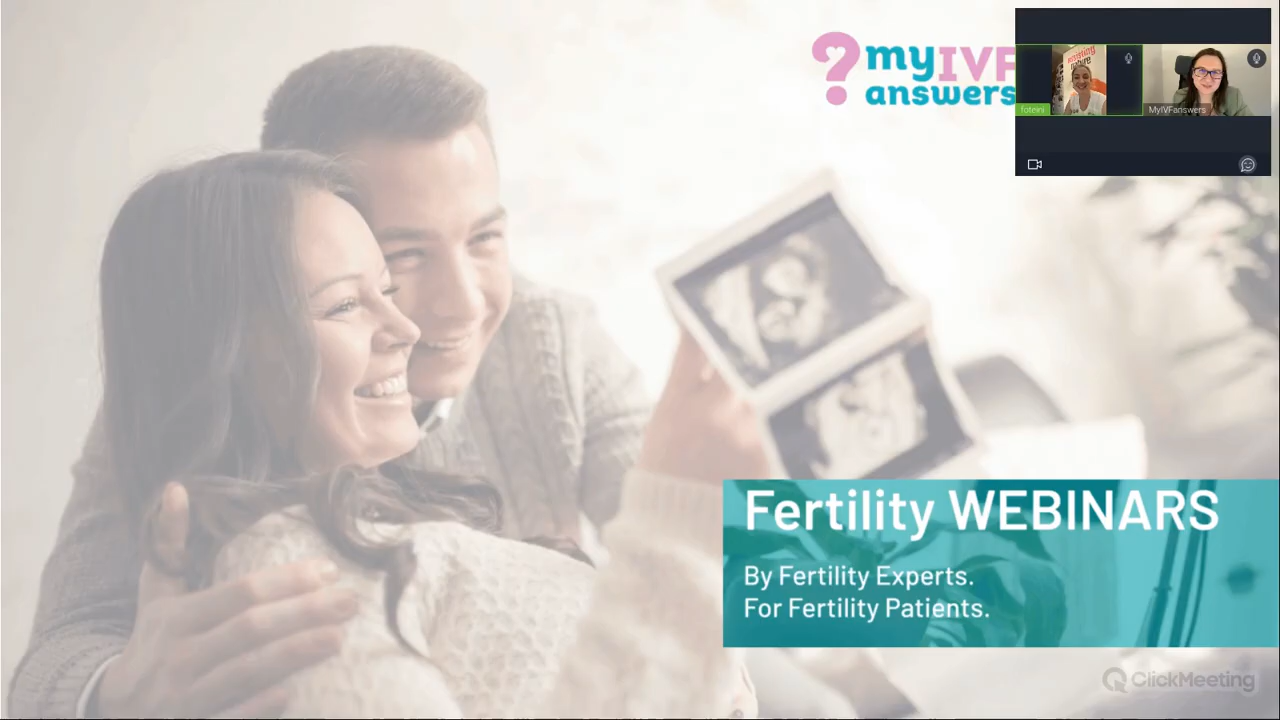 myIVF
answers
foteini
MyIVFanswers
Fertility WEBINARS
By Fertility Experts.
For Fertility Patients.
ClickMeeting